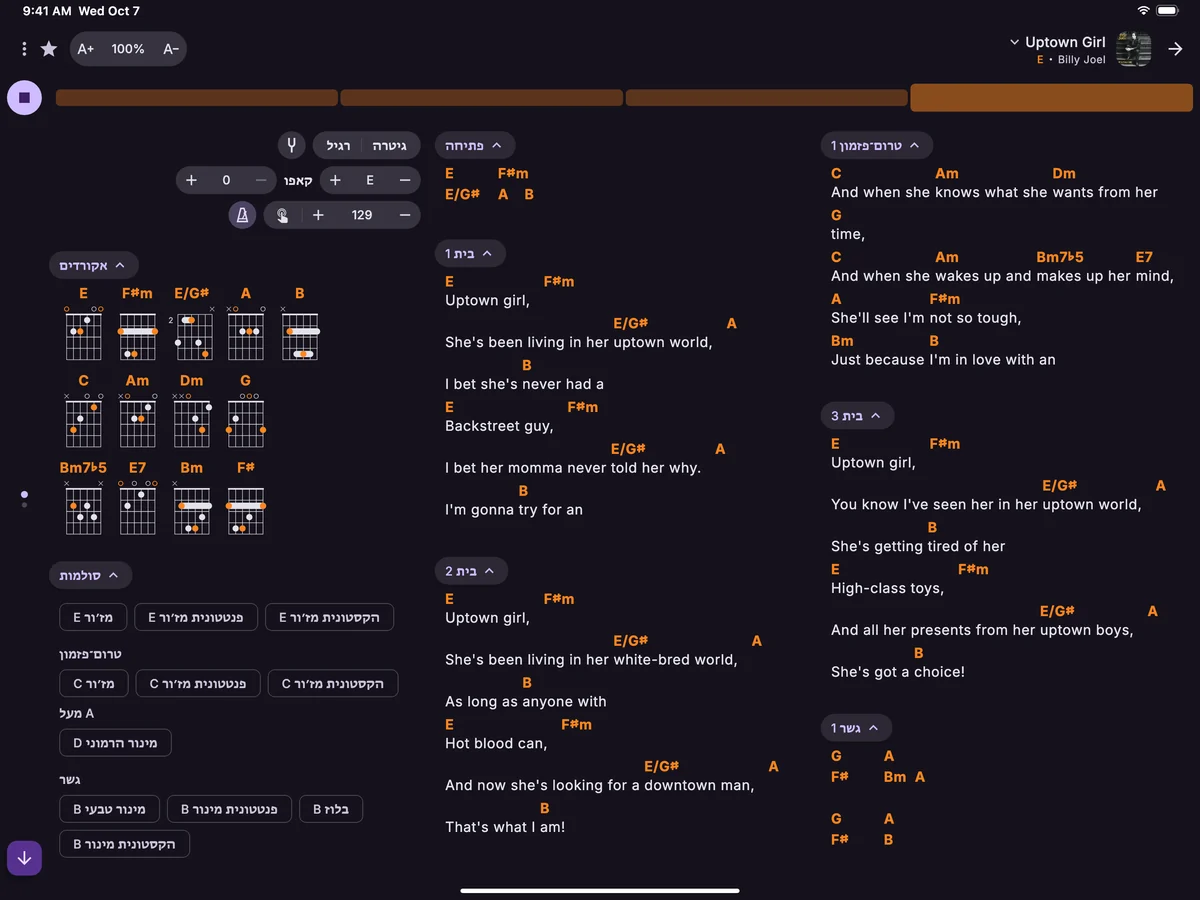 9:41 AM Wed Oct 7
A+ 100% A-
Uptown Girl
E • Billy Joel
רגיל גיטרה
+ 0 − קאפו + E −
+ 129 −
אקורדים
E F#m E/G# A B
2
C Am Dm G
Bm7♭5 E7 Bm F#
סולמות
מז׳ור E
פנטטונית מז׳ור E
הקסטונית מז׳ור E
טרום־פזמון
מז׳ור C
פנטטונית מז׳ור C
הקסטונית מז׳ור C
מעל A
מינור הרמוני D
גשר
מינור טבעי B
פנטטונית מינור B
בלוז B
הקסטונית מינור B
פתיחה
E F#m
E/G# A B
בית 1
E F#m
Uptown girl,
E/G# A
She's been living in her uptown world,
B
I bet she's never had a
E F#m
Backstreet guy,
E/G# A
I bet her momma never told her why.
B
I'm gonna try for an
בית 2
E F#m
Uptown girl,
E/G# A
She's been living in her white-bred world,
B
As long as anyone with
E F#m
Hot blood can,
E/G# A
And now she's looking for a downtown man,
B
That's what I am!
טרום־פזמון 1
C Am Dm
And when she knows what she wants from her
G
time,
C Am Bm7♭5 E7
And when she wakes up and makes up her mind,
A F#m
She'll see I'm not so tough,
Bm B
Just because I'm in love with an
בית 3
E F#m
Uptown girl,
E/G# A
You know I've seen her in her uptown world,
B
She's getting tired of her
E F#m
High-class toys,
E/G# A
And all her presents from her uptown boys,
B
She's got a choice!
גשר 1
G A
F# Bm A
G A
F# B